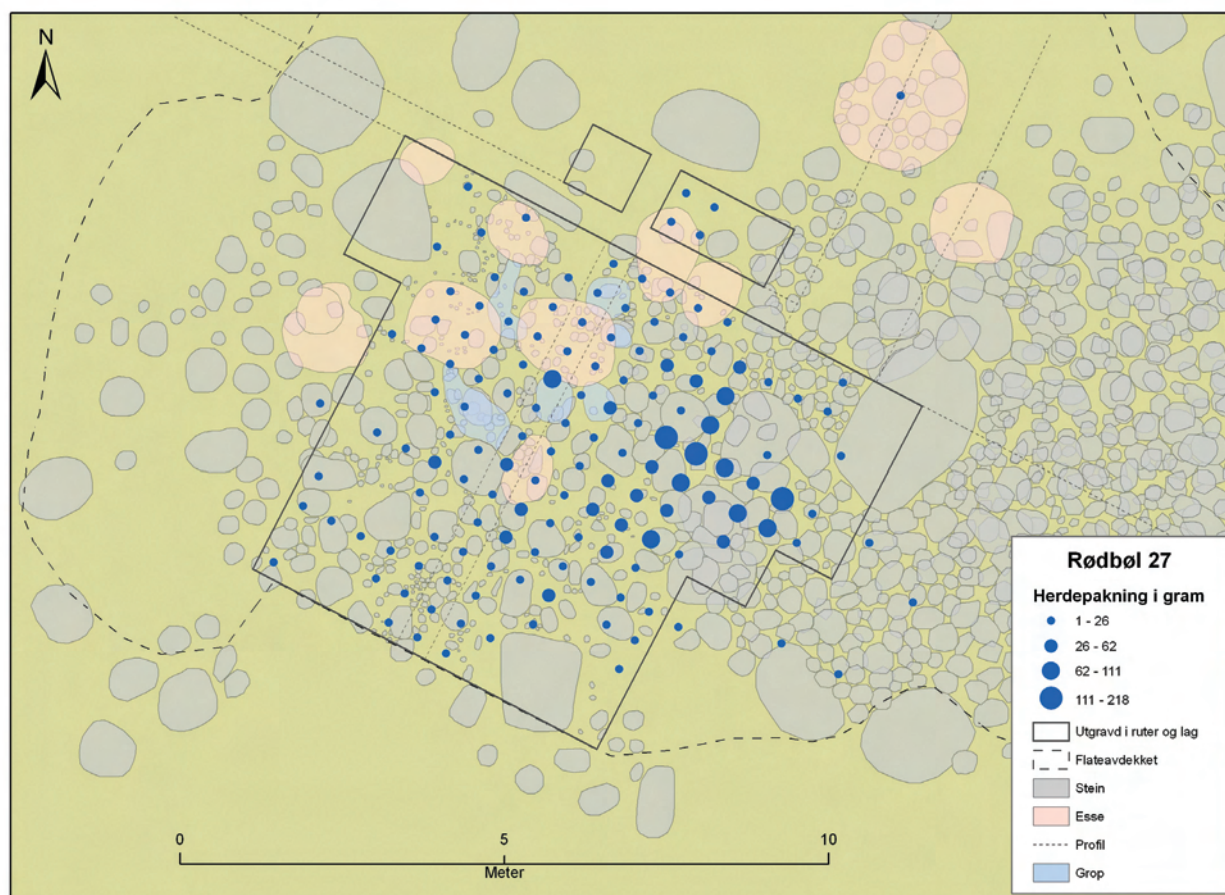 N
Rødbøl 27
Herdepakning i gram
1 - 26
26 - 62
62 - 111
111 - 218
Utgravd i ruter og lag
Flateavdekket
Stein
Esse
Profil
Grop
0 5 10
Meter